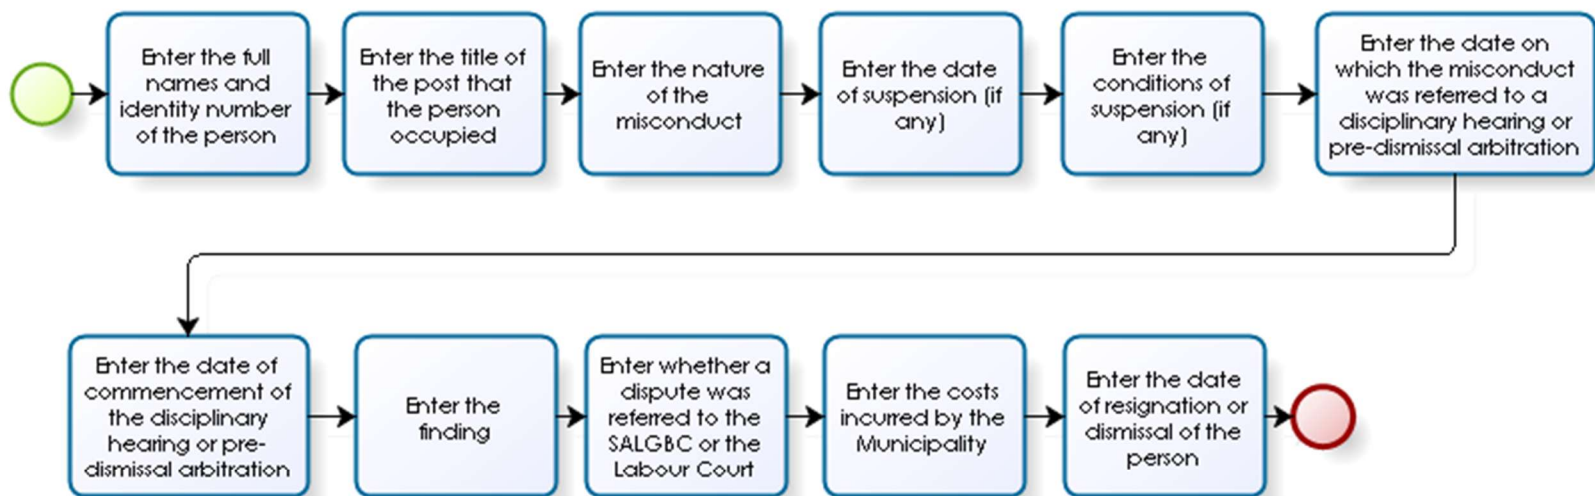 Enter the full
names and
identity number
of the person
Enter the title of
the post that
the person
occupied
Enter the nature
of the
misconduct
Enter the date
of suspension (if
any)
Enter the
conditions of
suspension (if
any)
Enter the date on
which the misconduct
was referred to a
disciplinary hearing or
pre-dismissal arbitration
Enter the date of
commencement of
the disciplinary
hearing or pre-
dismissal arbitration
Enter the
finding
Enter whether a
dispute was
referred to the
SALGBC or the
Labour Court
Enter the costs
incurred by the
Municipality
Enter the date
of resignation or
dismissal of the
person